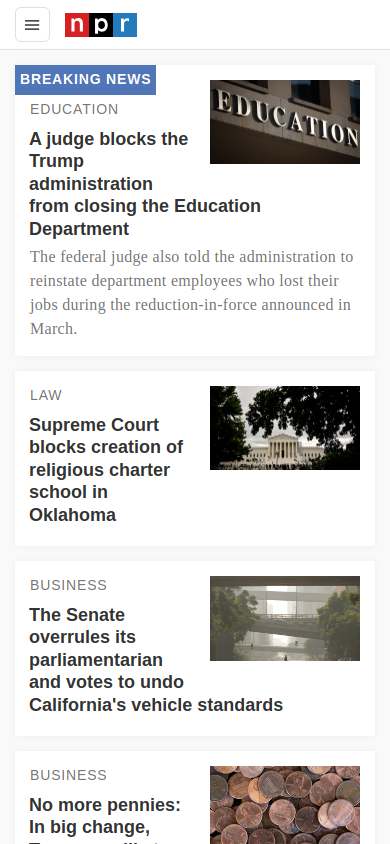 npr
BREAKING NEWS
EDUCATION
EDUCATION
A judge blocks the
Trump
administration
from closing the Education
Department
The federal judge also told the administration to
reinstate department employees who lost their
jobs during the reduction-in-force announced in
March.
LAW
Supreme Court
blocks creation of
religious charter
school in
Oklahoma
BUSINESS
The Senate
overrules its
parliamentarian
and votes to undo
California's vehicle standards
BUSINESS
No more pennies:
In big change,